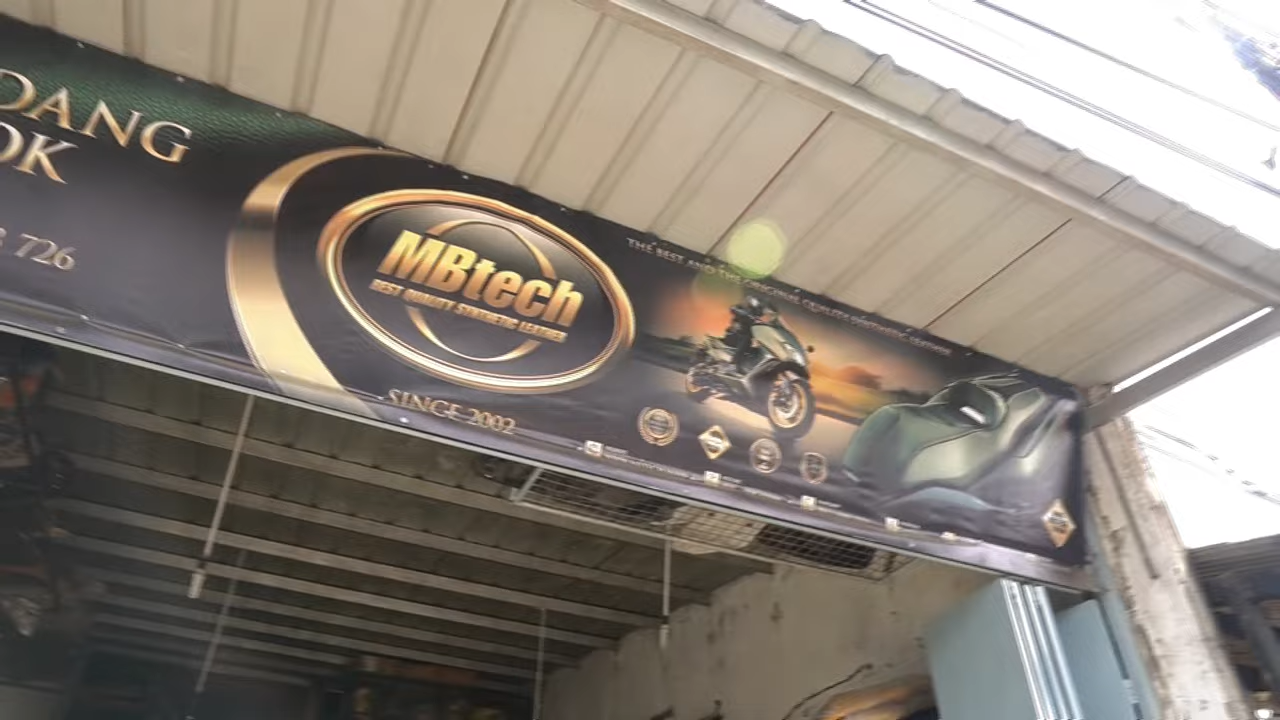 DANG
OK
726
MBtech
BEST QUALITY SYNTHETIC LEATHER
SINCE 2002
THE BEST AND THE ORIGINAL QUALITY SYNTHETIC LEATHER